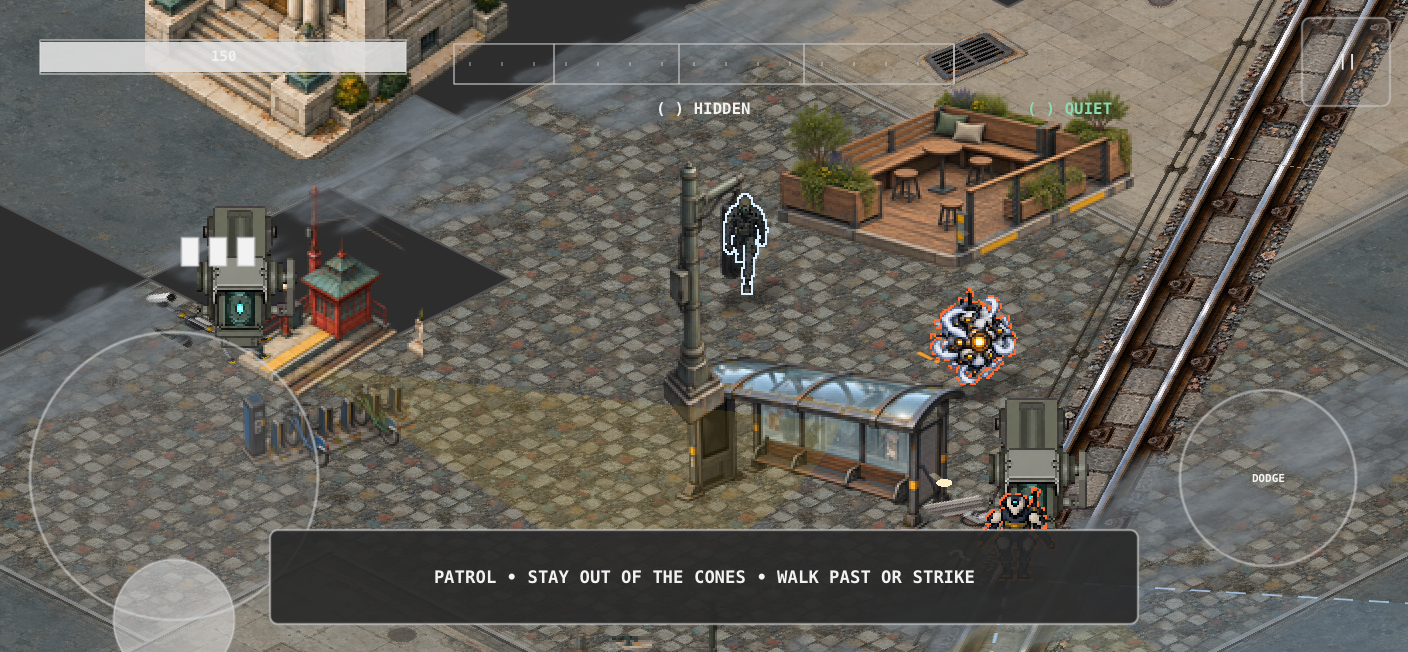 150
( ) HIDDEN
( ) QUIET
DODGE
PATROL • STAY OUT OF THE CONES • WALK PAST OR STRIKE